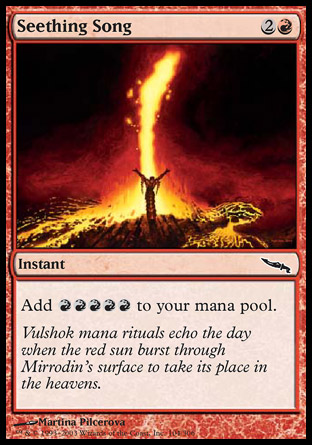 Seething Song 2
Instant
Add to your mana pool.
Vulshok mana rituals echo the day
when the red sun burst through
Mirrodin's surface to take its place in
the heavens.
Martina Pilcerova